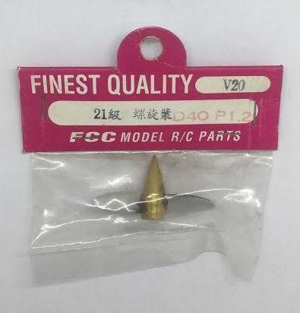 FINEST QUALITY V20
21級 螺旋槳 D40 P1.2
FCC MODEL R/C PARTS